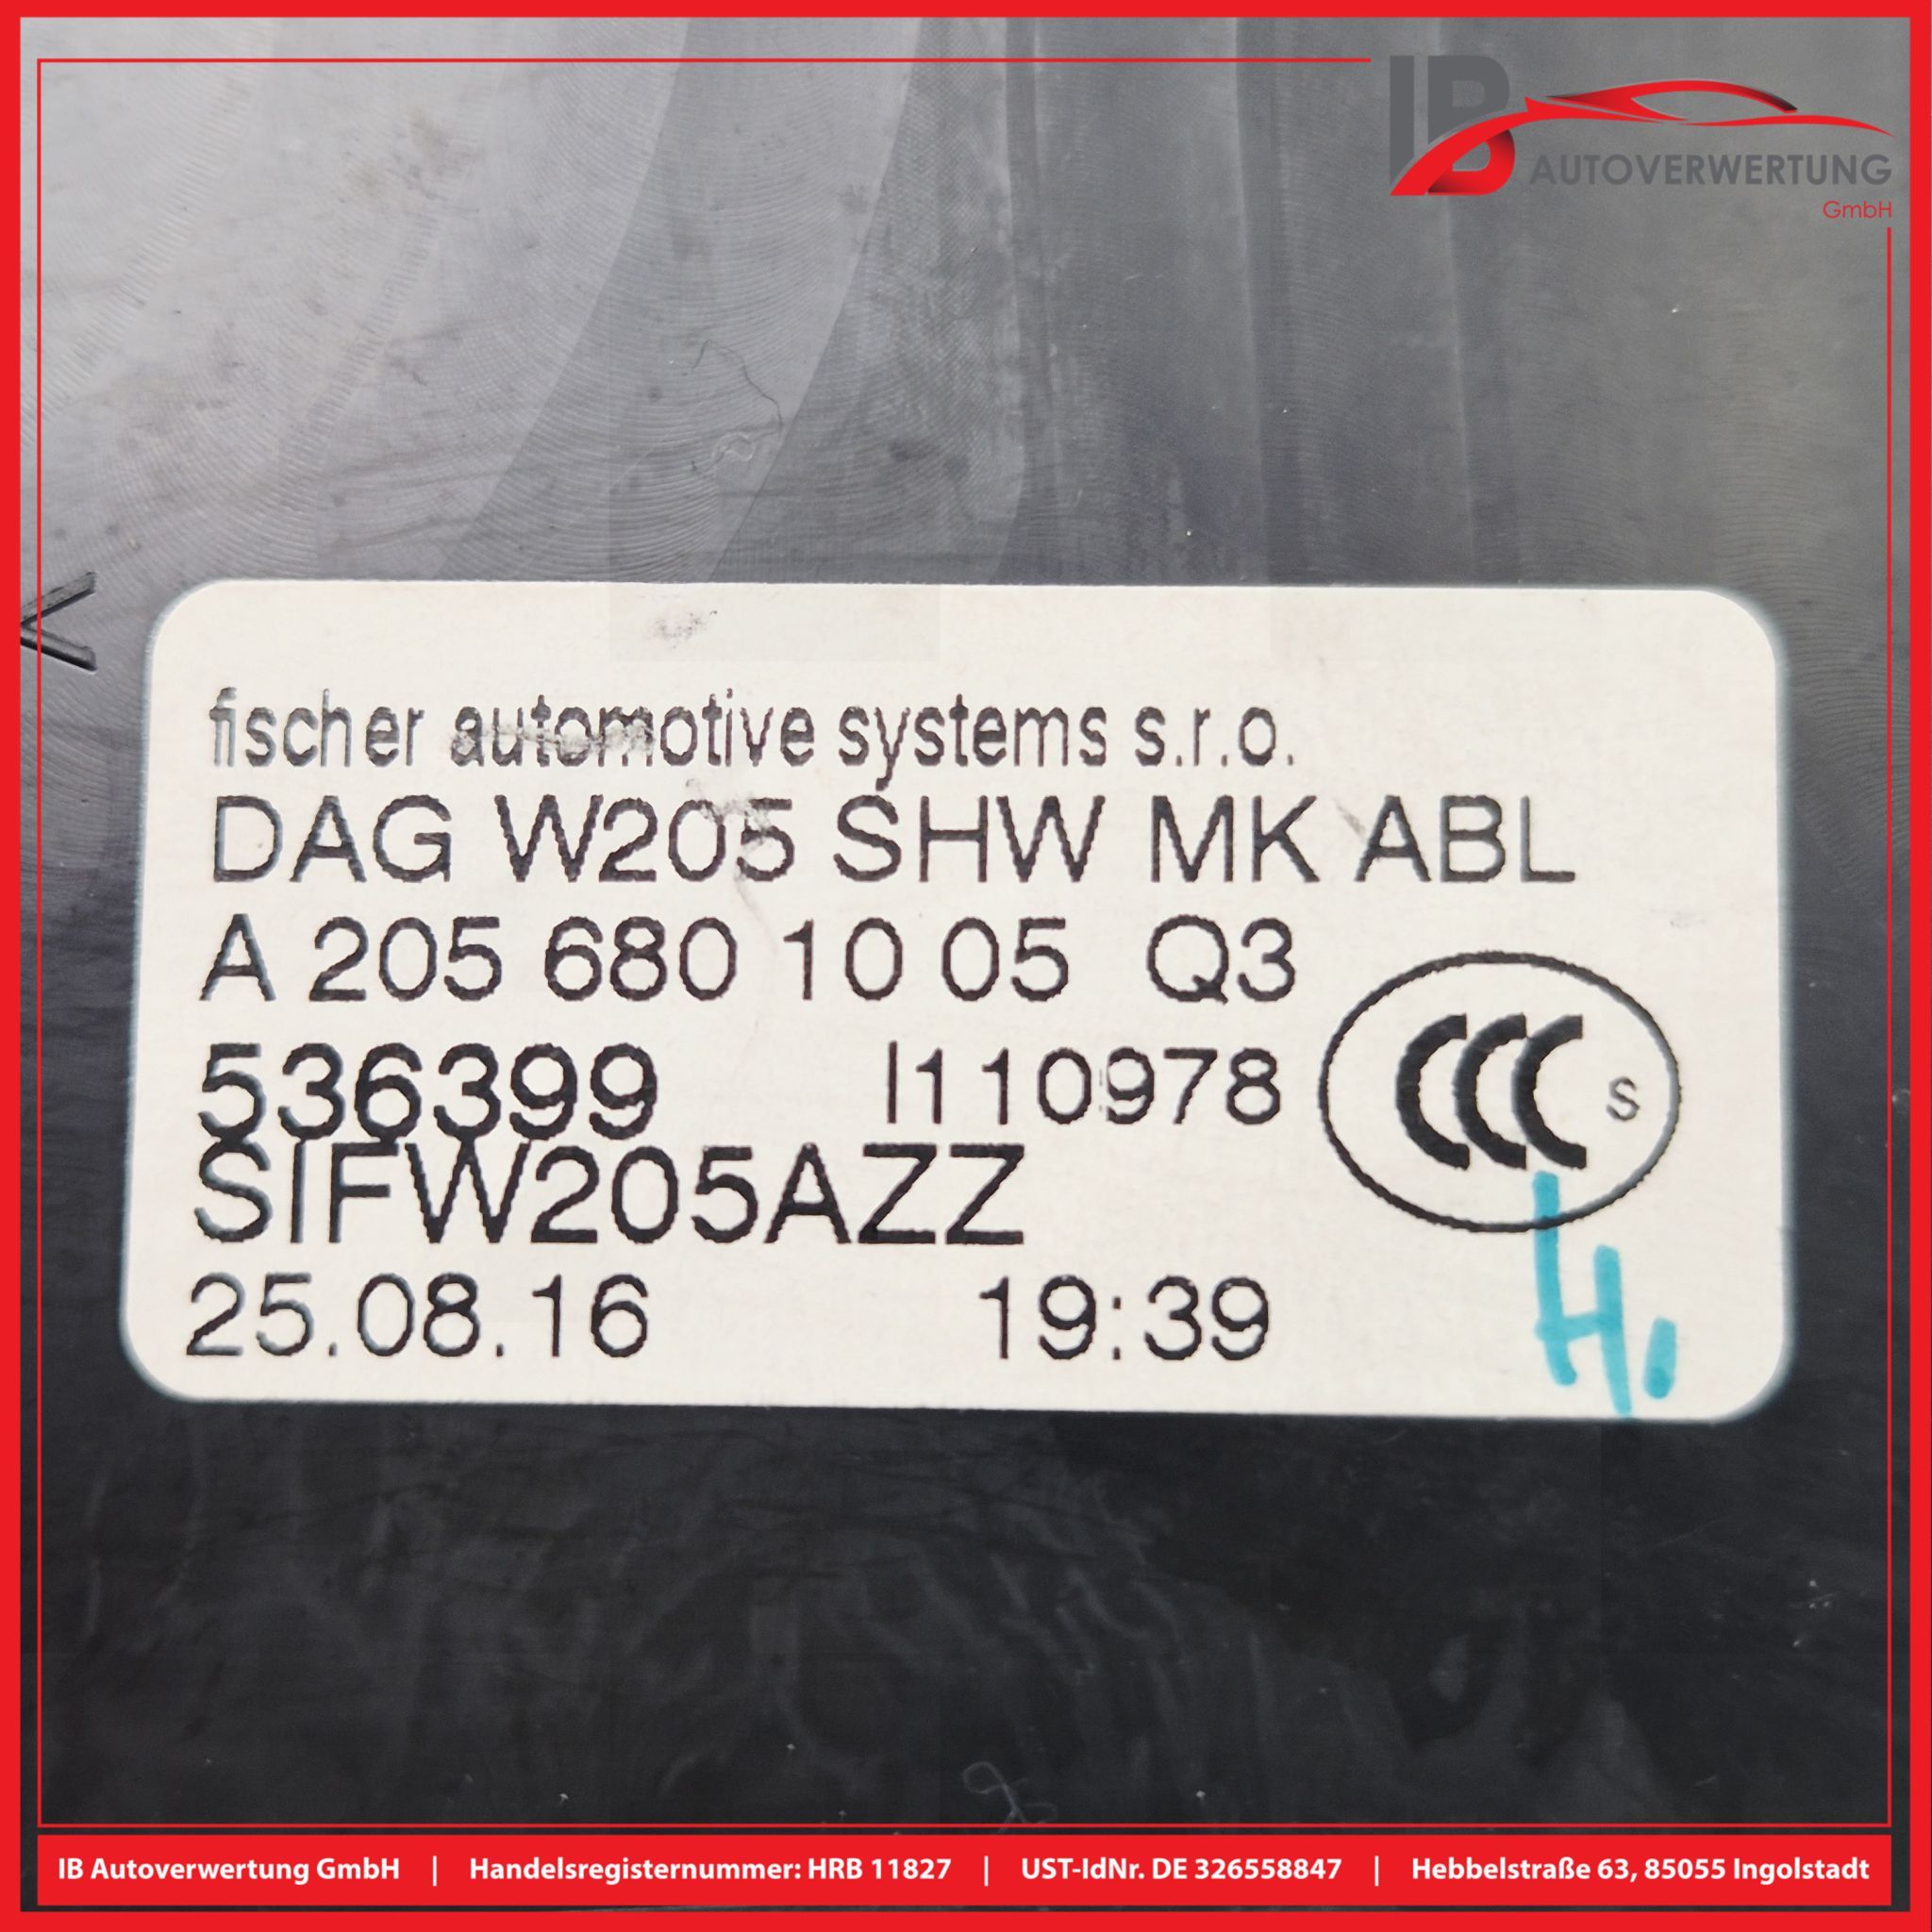 IB
AUTOVERWERTUNG
GmbH
fischer automotive systems s.r.o.
DAG W205 SHW MK ABL
A 205 680 10 05 Q3
536399 I110978
CCC S
SIFW205AZZ
25.08.16 19:39
H,
IB Autoverwertung GmbH | Handelsregisternummer: HRB 11827 | UST-IdNr. DE 326558847 | Hebbelstraße 63, 85055 Ingolstadt